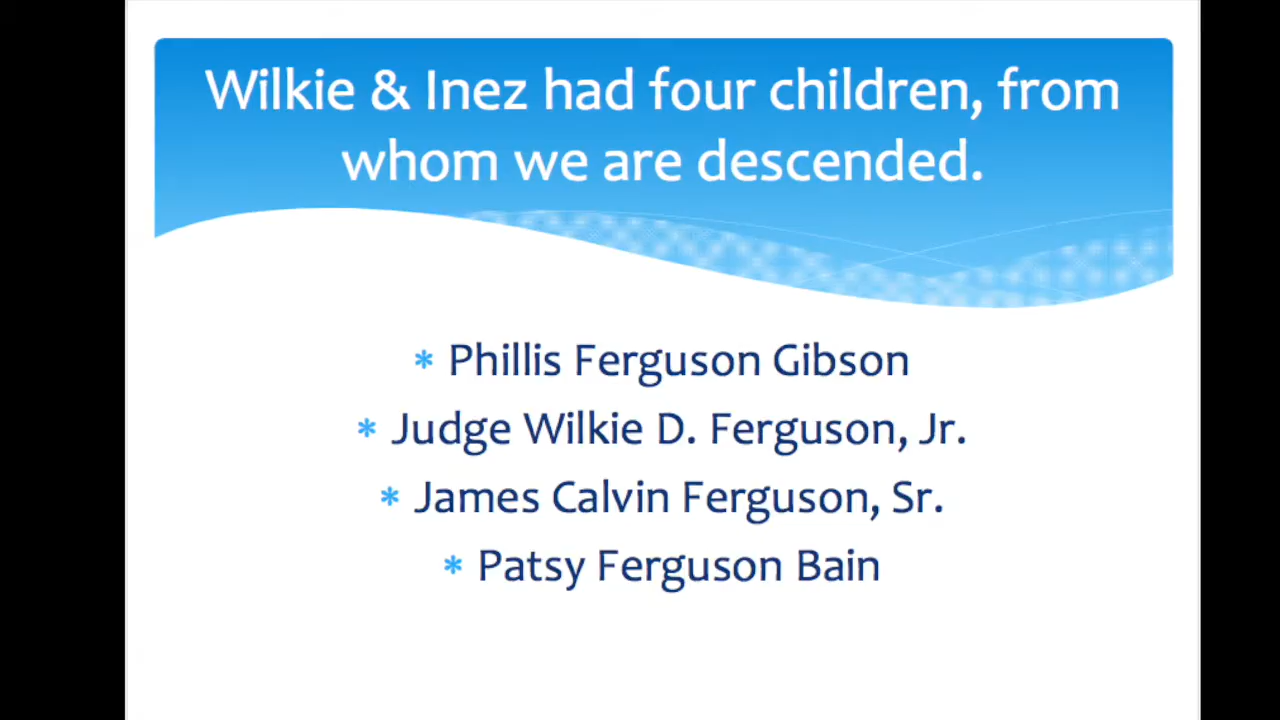 Wilkie & Inez had four children, from
whom we are descended.
* Phillis Ferguson Gibson
* Judge Wilkie D. Ferguson, Jr.
* James Calvin Ferguson, Sr.
* Patsy Ferguson Bain